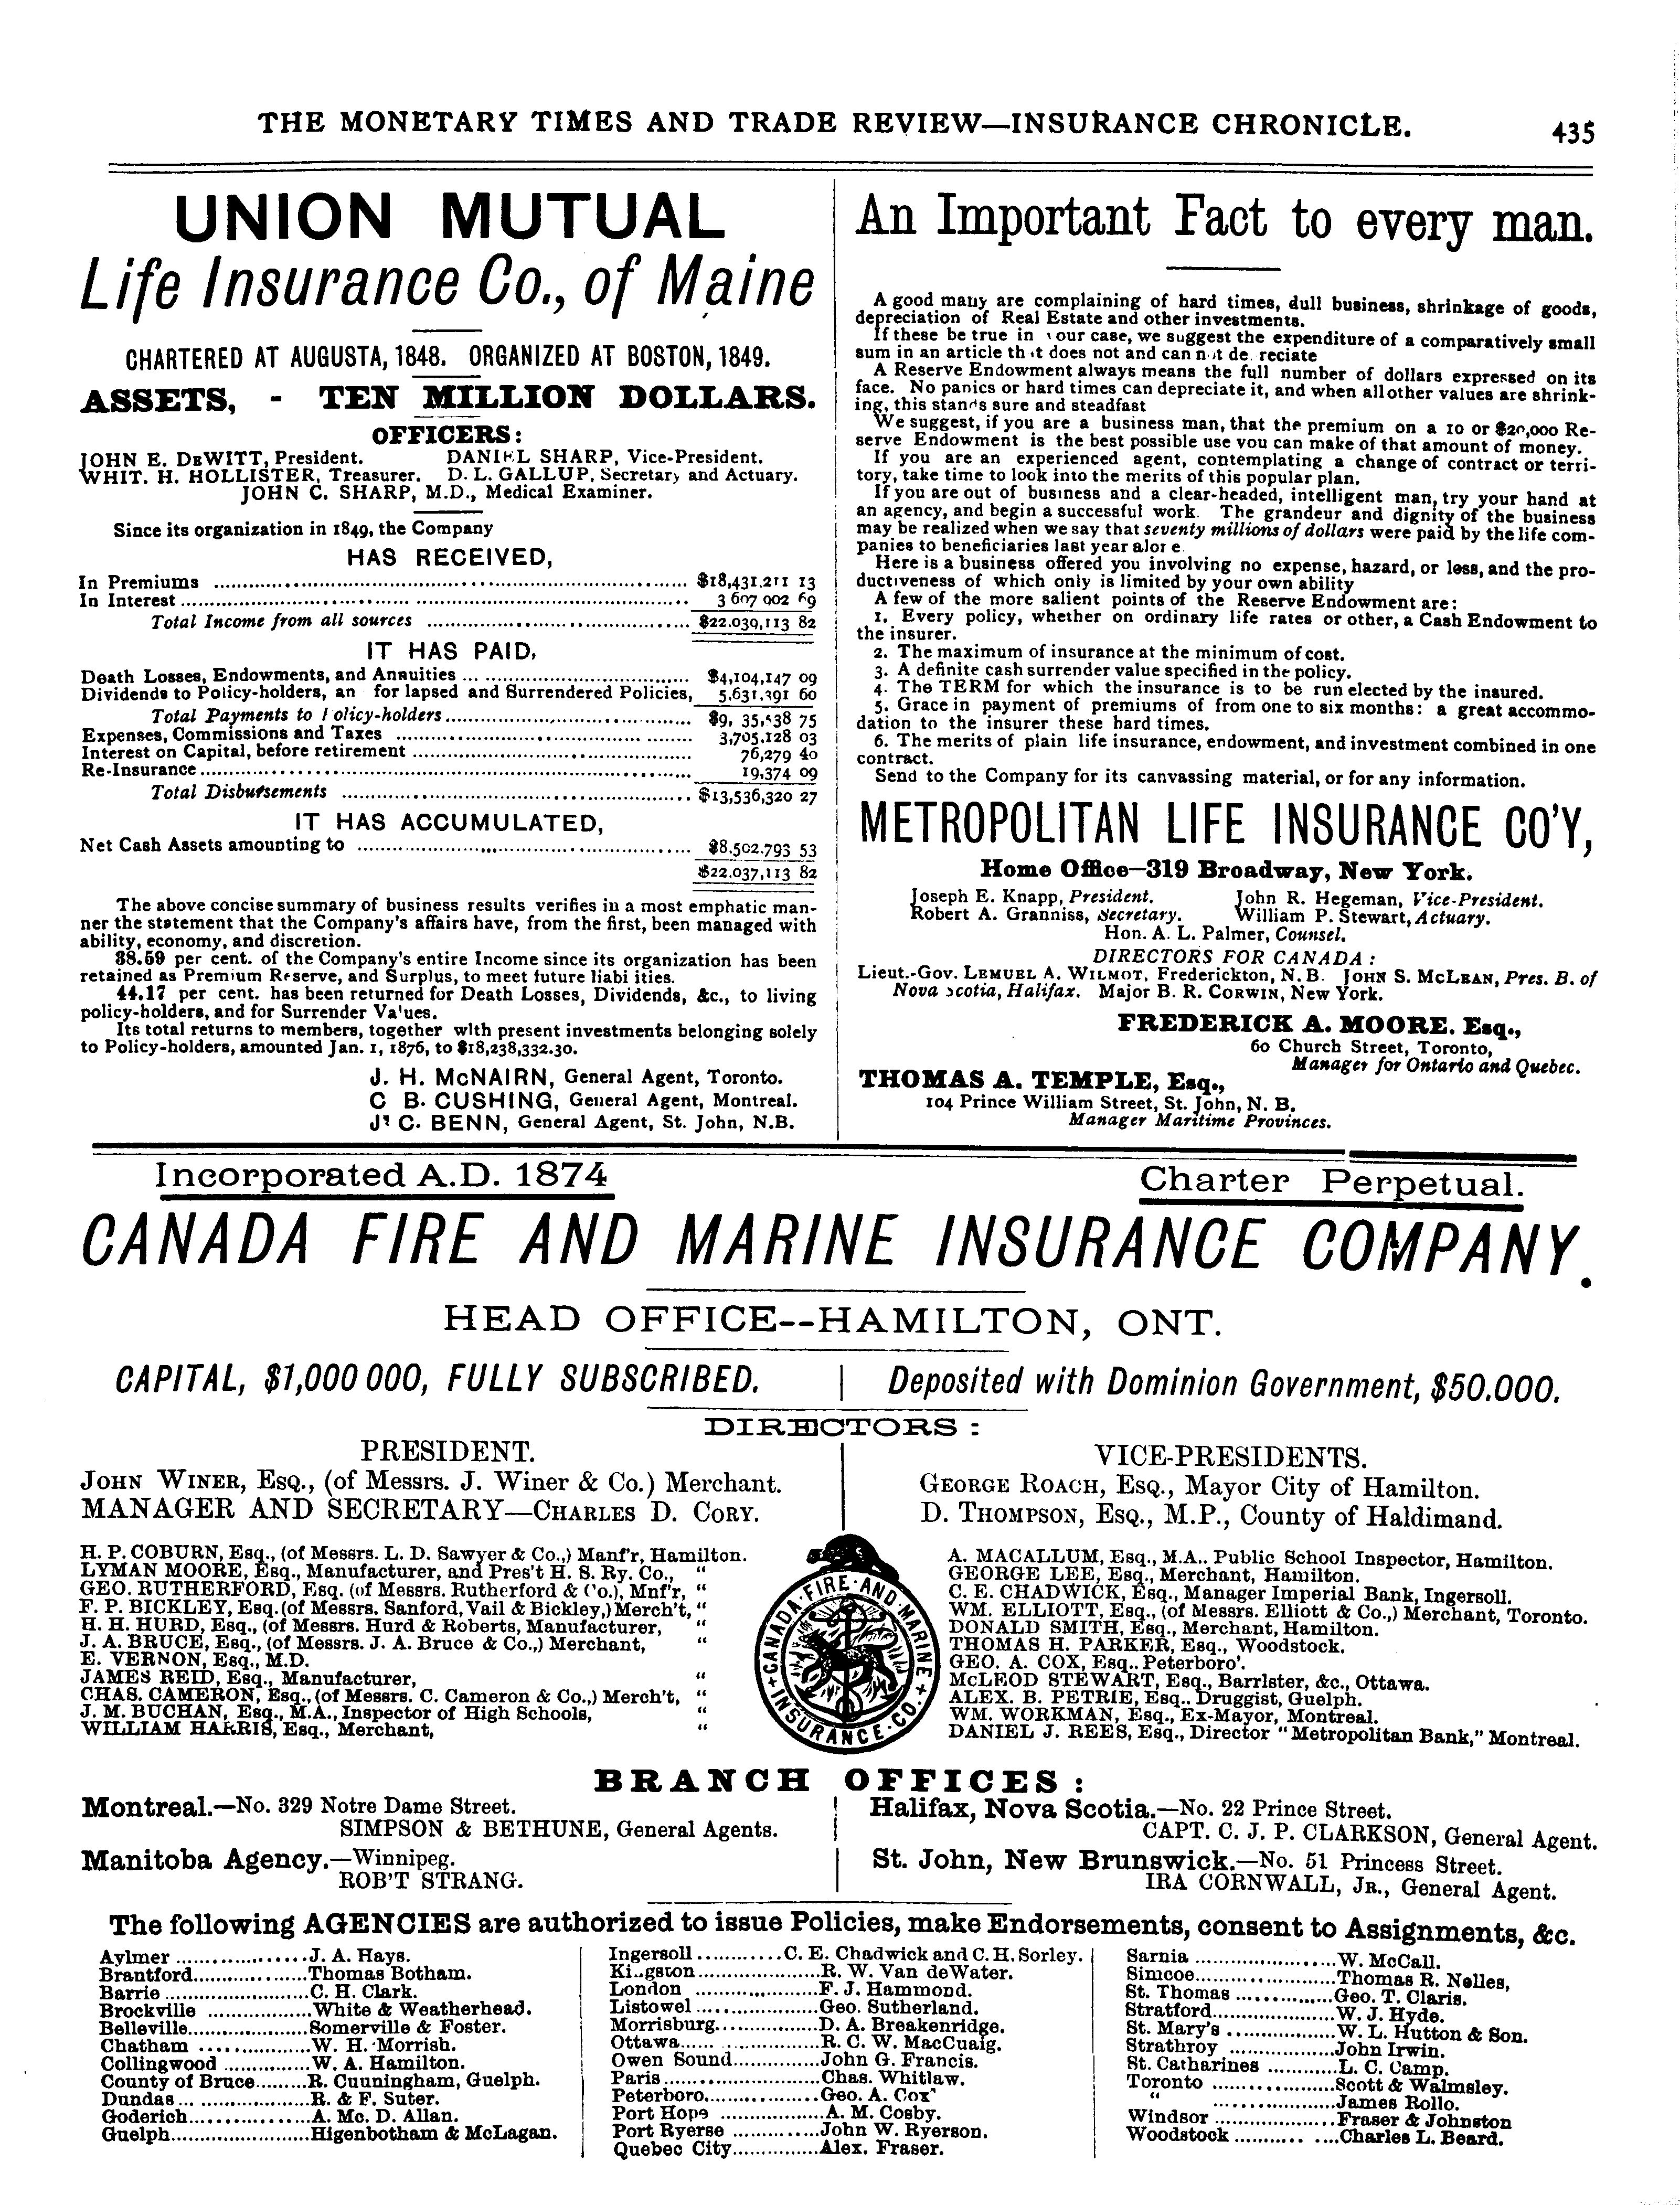 THE MONETARY TIMES AND TRADE REVIEW—INSURANCE CHRONICLE.
435
UNION MUTUAL
Life Insurance Co., of Maine
CHARTERED AT AUGUSTA, 1848. ORGANIZED AT BOSTON, 1849.
ASSETS, - TEN MILLION DOLLARS.
OFFICERS:
JOHN E. DEWITT, President. DANIEL SHARP, Vice-President.
WHIT. H. HOLLISTER, Treasurer. D. L. GALLUP, Secretary and Actuary.
JOHN C. SHARP, M.D., Medical Examiner.
Since its organization in 1849, the Company
HAS RECEIVED,
In Premiums $18,431.211 13
In Interest 3 607 902 69
Total Income from all sources $22.039,113 82
IT HAS PAID,
Death Losses, Endowments, and Annuities $4,104,147 09
Dividends to Policy-holders, an for lapsed and Surrendered Policies, 5,631.391 60
Total Payments to olicy-holders $9, 35,538 75
Expenses, Commissions and Taxes 3,705.128 03
Interest on Capital, before retirement 76,279 40
Re-Insurance 19,374 09
Total Disbursements $13,536,320 27
IT HAS ACCUMULATED,
Net Cash Assets amounting to $8.502.793 53
$22.037,113 82
The above concise summary of business results verifies in a most emphatic man-
ner the statement that the Company's affairs have, from the first, been managed with
ability, economy, and discretion.
38.59 per cent. of the Company's entire Income since its organization has been
retained as Premium Reserve, and Surplus, to meet future liabi ities.
44.17 per cent. has been returned for Death Losses, Dividends, &c., to living
policy-holders, and for Surrender Va'ues.
Its total returns to members, together with present investments belonging solely
to Policy-holders, amounted Jan. 1, 1876, to $18,238,332.30.
J. H. McNAIRN, General Agent, Toronto.
C B. CUSHING, General Agent, Montreal.
J. C. BENN, General Agent, St. John, N.B.
An Important Fact to every man.
A good many are complaining of hard times, dull business, shrinkage of goods,
depreciation of Real Estate and other investments.
If these be true in your case, we suggest the expenditure of a comparatively small
sum in an article that does not and can not de reciate
A Reserve Endowment always means the full number of dollars expressed on its
face. No panics or hard times can depreciate it, and when all other values are shrink-
ing, this stands sure and steadfast
We suggest, if you are a business man, that the premium on a 10 or $20,000 Re-
serve Endowment is the best possible use you can make of that amount of money.
If you are an experienced agent, contemplating a change of contract or terri-
tory, take time to look into the merits of this popular plan.
If you are out of business and a clear-headed, intelligent man, try your hand at
an agency, and begin a successful work. The grandeur and dignity of the business
may be realized when we say that seventy millions of dollars were paid by the life com-
panies to beneficiaries last year alone.
Here is a business offered you involving no expense, hazard, or loss, and the pro-
ductiveness of which only is limited by your own ability
A few of the more salient points of the Reserve Endowment are:
1. Every policy, whether on ordinary life rates or other, a Cash Endowment to
the insurer.
2. The maximum of insurance at the minimum of cost.
3. A definite cash surrender value specified in the policy.
4. The TERM for which the insurance is to be run elected by the insured.
5. Grace in payment of premiums of from one to six months: a great accommo-
dation to the insurer these hard times.
6. The merits of plain life insurance, endowment, and investment combined in one
contract.
Send to the Company for its canvassing material, or for any information.
METROPOLITAN LIFE INSURANCE CO'Y,
Home Office—319 Broadway, New York.
Joseph E. Knapp, President. John R. Hegeman, Vice-President.
Robert A. Granniss, Secretary. William P. Stewart, Actuary.
Hon. A. L. Palmer, Counsel.
DIRECTORS FOR CANADA:
Lieut.-Gov. LEMUEL A. WILMOT, Frederickton, N. B. JOHN S. McLEAN, Pres. B. of
Nova Scotia, Halifax. Major B. R. CORWIN, New York.
FREDERICK A. MOORE. Esq.,
60 Church Street, Toronto,
Manager for Ontario and Quebec.
THOMAS A. TEMPLE, Esq.,
104 Prince William Street, St. John, N. B.
Manager Maritime Provinces.
Incorporated A.D. 1874 Charter Perpetual.
CANADA FIRE AND MARINE INSURANCE COMPANY.
HEAD OFFICE--HAMILTON, ONT.
CAPITAL, $1,000 000, FULLY SUBSCRIBED. Deposited with Dominion Government, $50.000.
DIRECTORS:
PRESIDENT.
JOHN WINER, ESQ., (of Messrs. J. Winer & Co.) Merchant.
MANAGER AND SECRETARY—CHARLES D. CORY.
VICE-PRESIDENTS.
GEORGE ROACH, ESQ., Mayor City of Hamilton.
D. THOMPSON, ESQ., M.P., County of Haldimand.
H. P. COBURN, Esq., (of Messrs. L. D. Sawyer & Co.,) Manf'r, Hamilton.
LYMAN MOORE, Esq., Manufacturer, and Pres't H. S. Ry. Co., "
GEO. RUTHERFORD, Esq. (of Messrs. Rutherford & Co.), Mnf'r, "
F. P. BICKLEY, Esq. (of Messrs. Sanford, Vail & Bickley,) Merch't, "
H. H. HURD, Esq., (of Messrs. Hurd & Roberts, Manufacturer, "
J. A. BRUCE, Esq., (of Messrs. J. A. Bruce & Co.,) Merchant, "
E. VERNON, Esq., M.D.
JAMES REID, Esq., Manufacturer, "
CHAS. CAMERON, Esq., (of Messrs. C. Cameron & Co.,) Merch't, "
J. M. BUCHAN, Esq., M.A., Inspector of High Schools, "
WILLIAM HARRIS, Esq., Merchant, "
CANADA·FIRE·AND·MARINE
INSURANCE·CO.
A. MACALLUM, Esq., M.A.. Public School Inspector, Hamilton.
GEORGE LEE, Esq., Merchant, Hamilton.
C. E. CHADWICK, Esq., Manager Imperial Bank, Ingersoll.
WM. ELLIOTT, Esq., (of Messrs. Elliott & Co.,) Merchant, Toronto.
DONALD SMITH, Esq., Merchant, Hamilton.
THOMAS H. PARKER, Esq., Woodstock.
GEO. A. COX, Esq.. Peterboro'.
McLEOD STEWART, Esq., Barrister, &c., Ottawa.
ALEX. B. PETRIE, Esq.. Druggist, Guelph.
WM. WORKMAN, Esq., Ex-Mayor, Montreal.
DANIEL J. REES, Esq., Director "Metropolitan Bank," Montreal.
BRANCH OFFICES:
Montreal.—No. 329 Notre Dame Street.
SIMPSON & BETHUNE, General Agents.
Manitoba Agency.—Winnipeg.
ROB'T STRANG.
Halifax, Nova Scotia.—No. 22 Prince Street.
CAPT. C. J. P. CLARKSON, General Agent.
St. John, New Brunswick.—No. 51 Princess Street.
IRA CORNWALL, JR., General Agent.
The following AGENCIES are authorized to issue Policies, make Endorsements, consent to Assignments, &c.
Aylmer J. A. Hays.
Brantford Thomas Botham.
Barrie C. H. Clark.
Brockville White & Weatherhead.
Belleville Somerville & Foster.
Chatham W. H. Morrish.
Collingwood W. A. Hamilton.
County of Bruce R. Cuuningham, Guelph.
Dundas R. & F. Suter.
Goderich A. Mc. D. Allan.
Guelph Higenbotham & McLagan.
Ingersoll C. E. Chadwick and C. H. Sorley.
Kingston R. W. Van deWater.
London F. J. Hammond.
Listowel Geo. Sutherland.
Morrisburg D. A. Breakenridge.
Ottawa R. C. W. MacCuaig.
Owen Sound John G. Francis.
Paris Chas. Whitlaw.
Peterboro Geo. A. Cox
Port Hope A. M. Cosby.
Port Ryerse John W. Ryerson.
Quebec City Alex. Fraser.
Sarnia W. McCall.
Simcoe Thomas R. Nelles,
St. Thomas Geo. T. Claris.
Stratford W. J. Hyde.
St. Mary's W. L. Hutton & Son.
Strathroy John Irwin.
St. Catharines L. C. Camp.
Toronto Scott & Walmsley.
" James Rollo.
Windsor Fraser & Johnston
Woodstock Charles L. Beard.